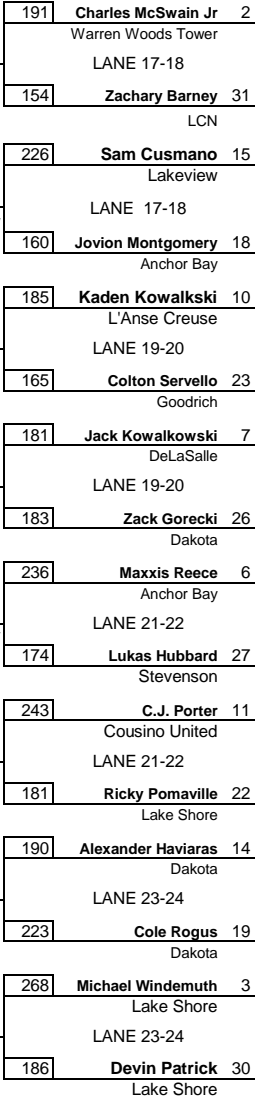 191 Charles McSwain Jr 2
Warren Woods Tower
LANE 17-18
154 Zachary Barney 31
LCN
226 Sam Cusmano 15
Lakeview
LANE 17-18
160 Jovion Montgomery 18
Anchor Bay
185 Kaden Kowalkski 10
L'Anse Creuse
LANE 19-20
165 Colton Servello 23
Goodrich
181 Jack Kowalkowski 7
DeLaSalle
LANE 19-20
183 Zack Gorecki 26
Dakota
236 Maxxis Reece 6
Anchor Bay
LANE 21-22
174 Lukas Hubbard 27
Stevenson
243 C.J. Porter 11
Cousino United
LANE 21-22
181 Ricky Pomaville 22
Lake Shore
190 Alexander Haviaras 14
Dakota
LANE 23-24
223 Cole Rogus 19
Dakota
268 Michael Windemuth 3
Lake Shore
LANE 23-24
186 Devin Patrick 30
Lake Shore